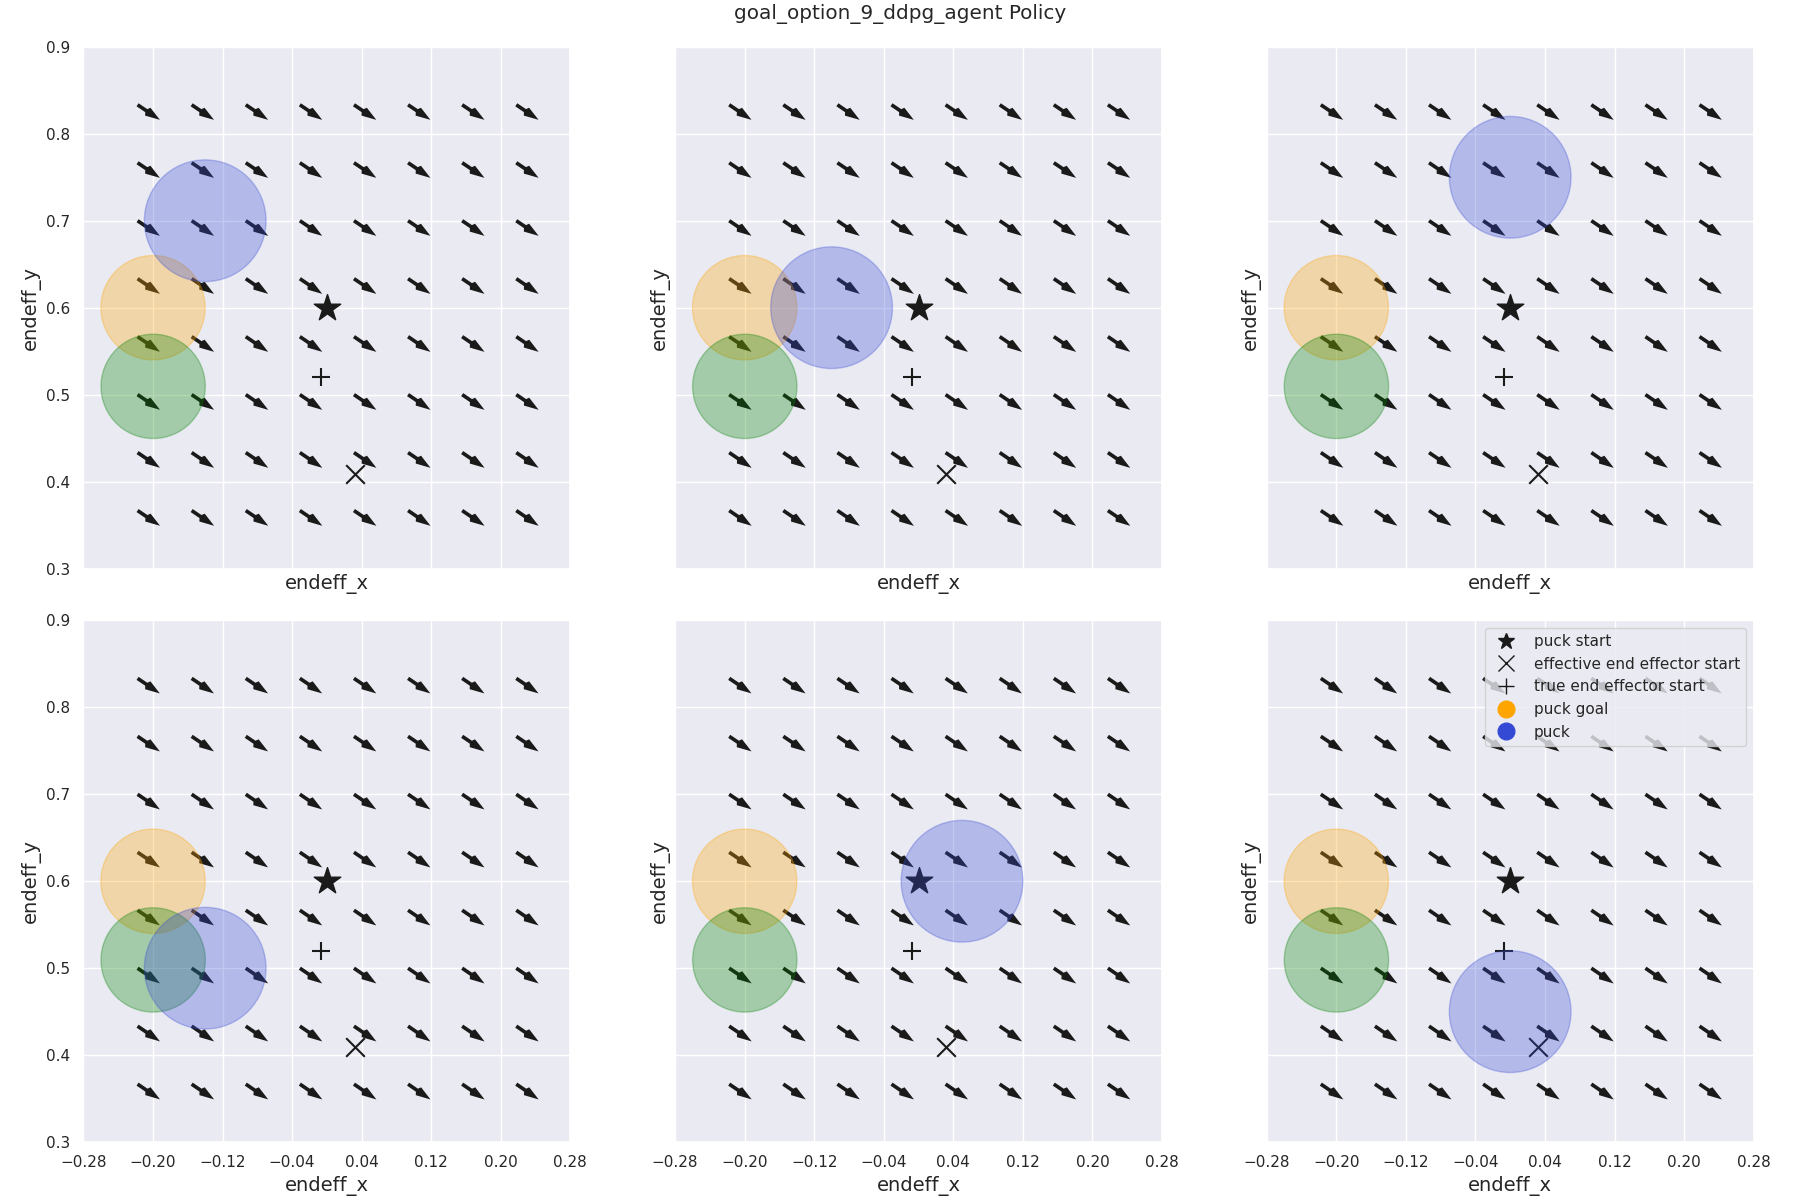 goal_option_9_ddpg_agent Policy
0.9
0.8
0.7
0.6
0.5
0.4
0.3
endeff_y
endeff_x
endeff_y
endeff_x
endeff_y
endeff_x
0.9
0.8
0.7
0.6
0.5
0.4
0.3
endeff_y
−0.28 −0.20 −0.12 −0.04 0.04 0.12 0.20 0.28
endeff_x
endeff_y
−0.28 −0.20 −0.12 −0.04 0.04 0.12 0.20 0.28
endeff_x
puck start
effective end effector start
true end effector start
puck goal
puck
endeff_y
−0.28 −0.20 −0.12 −0.04 0.04 0.12 0.20 0.28
endeff_x